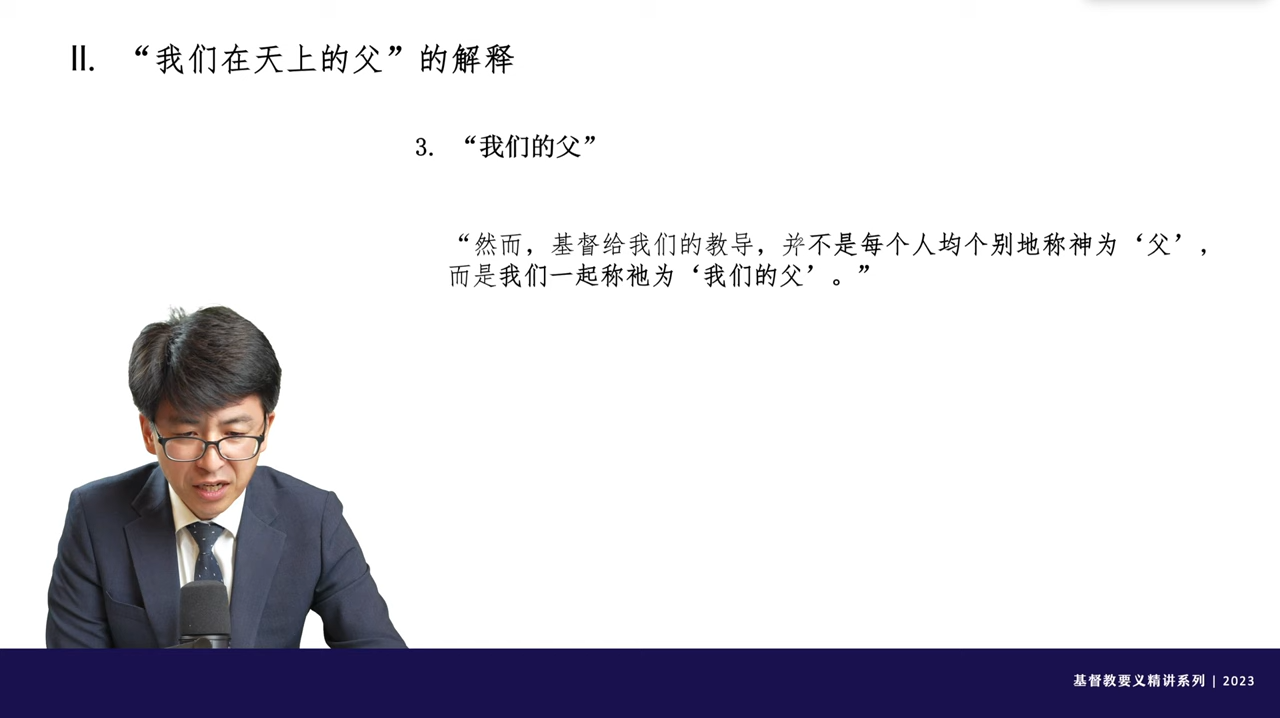 II. “我们在天上的父”的解释
3. “我们的父”
“然而，基督给我们的教导，并不是每个人均个别地称神为‘父’，
而是我们一起称祂为‘我们的父’。”
基督教要义精讲系列 | 2023